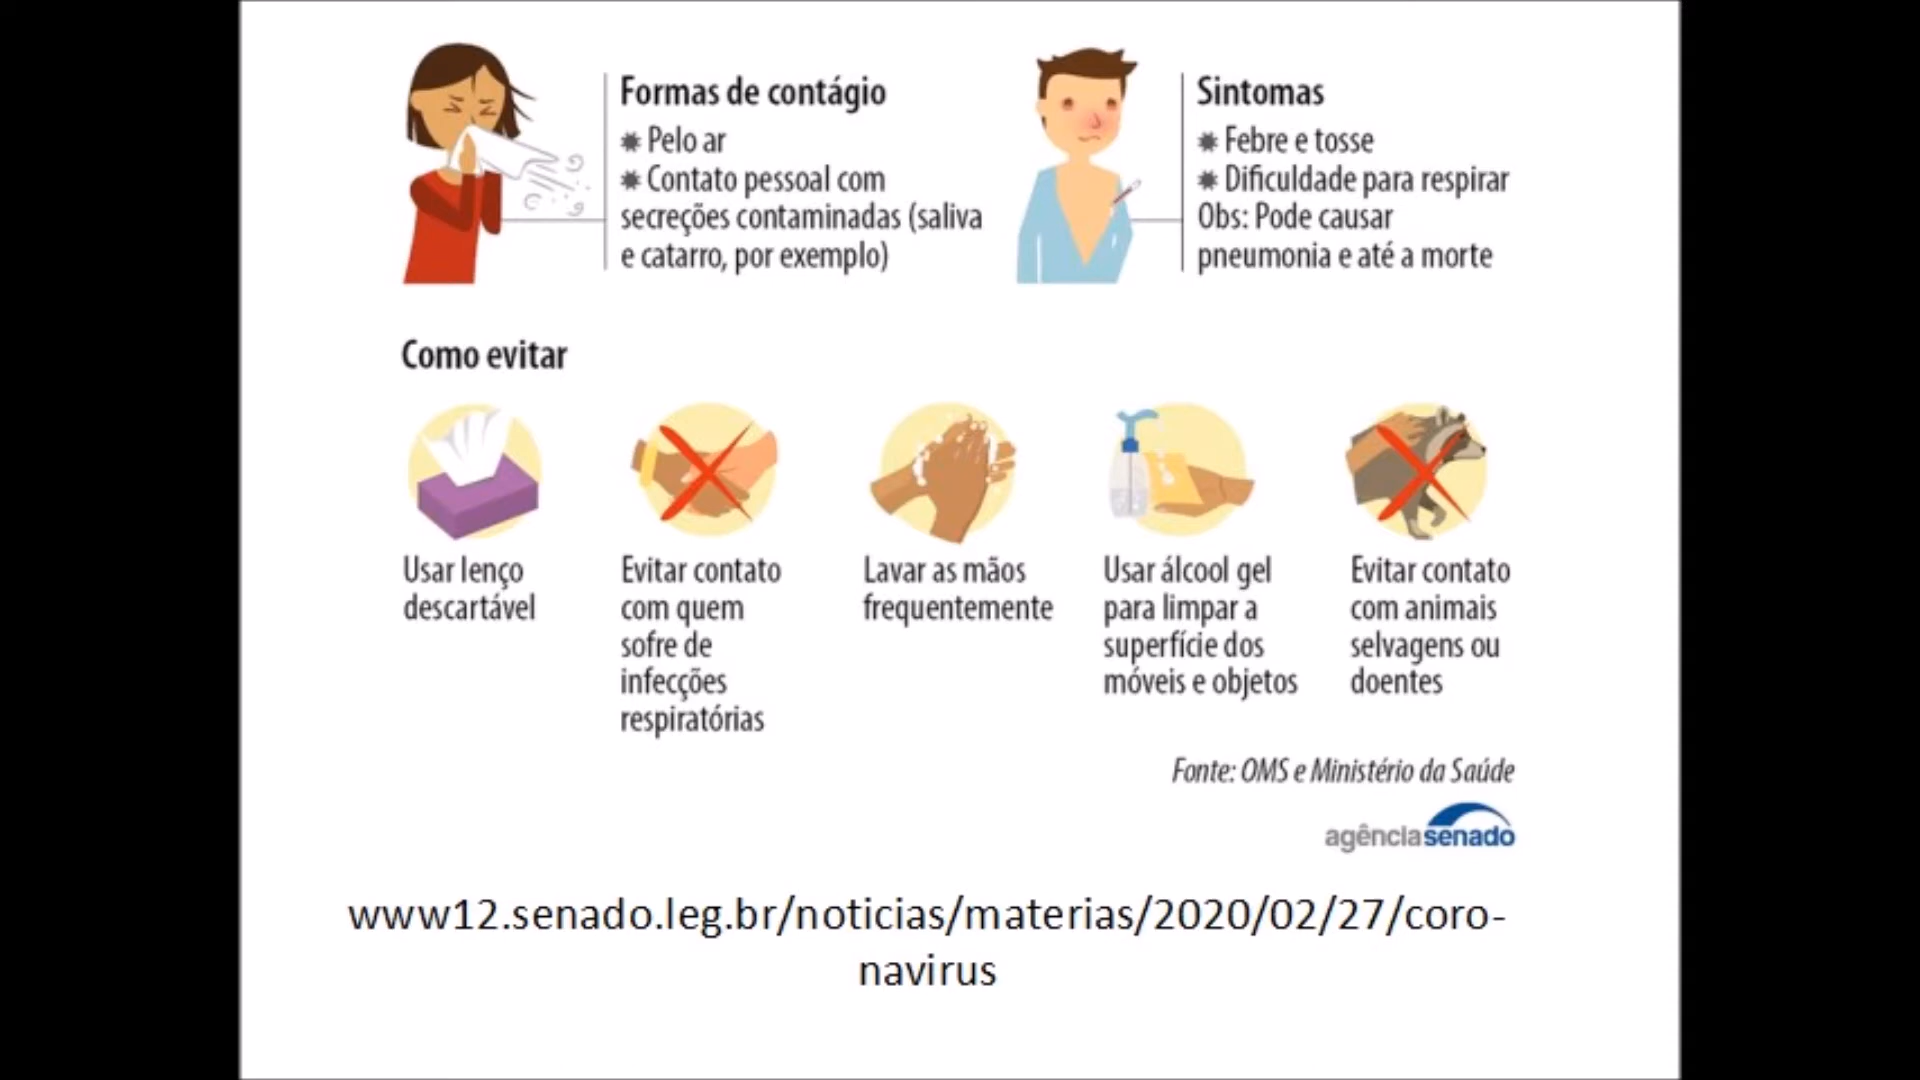 Formas de contágio
Pelo ar
Contato pessoal com
secreções contaminadas (saliva
e catarro, por exemplo)
Sintomas
Febre e tosse
Dificuldade para respirar
Obs: Pode causar
pneumonia e até a morte
Como evitar
Usar lenço
descartável
Evitar contato
com quem
sofre de
infecções
respiratórias
Lavar as mãos
frequentemente
Usar álcool gel
para limpar a
superfície dos
móveis e objetos
Evitar contato
com animais
selvagens ou
doentes
Fonte: OMS e Ministério da Saúde
agênciasenado
www12.senado.leg.br/noticias/materias/2020/02/27/coro-
navirus